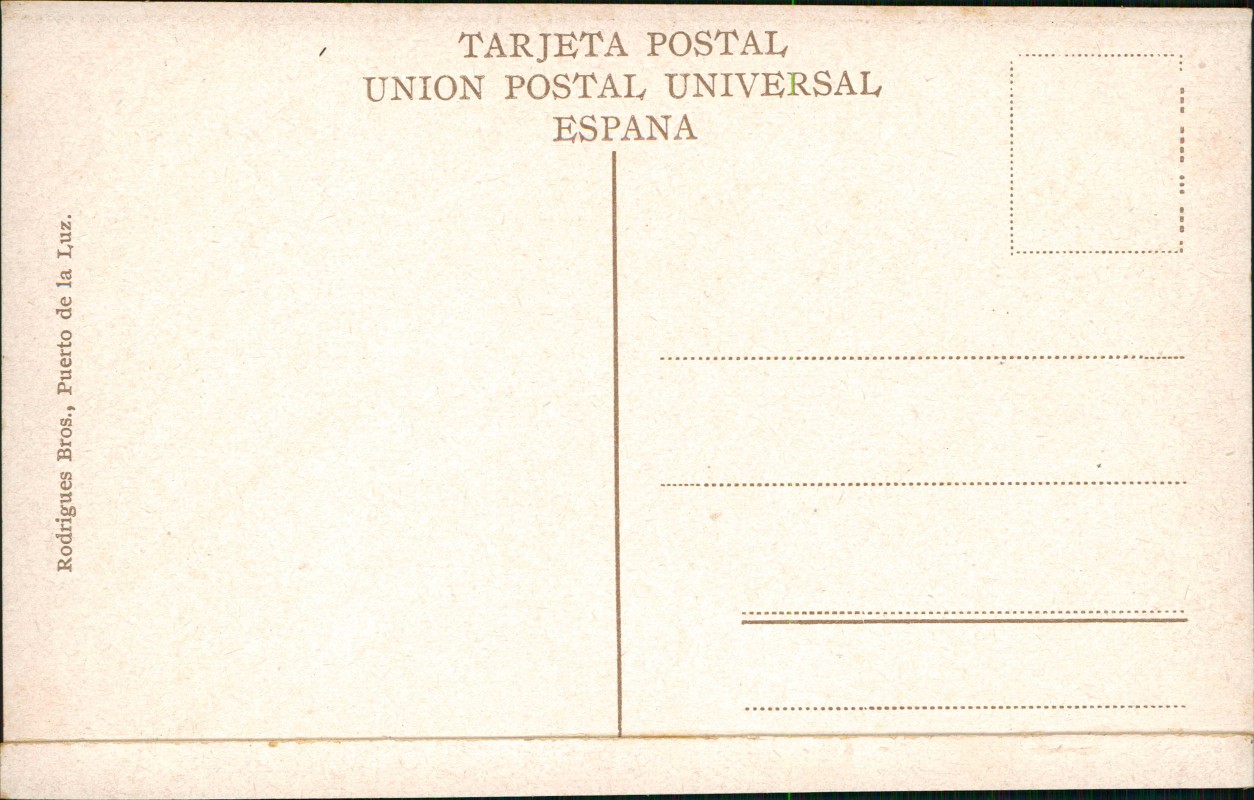 TARJETA POSTAL
UNION POSTAL UNIVERSAL
ESPANA
Rodrigues Bros., Puerto de la Luz.